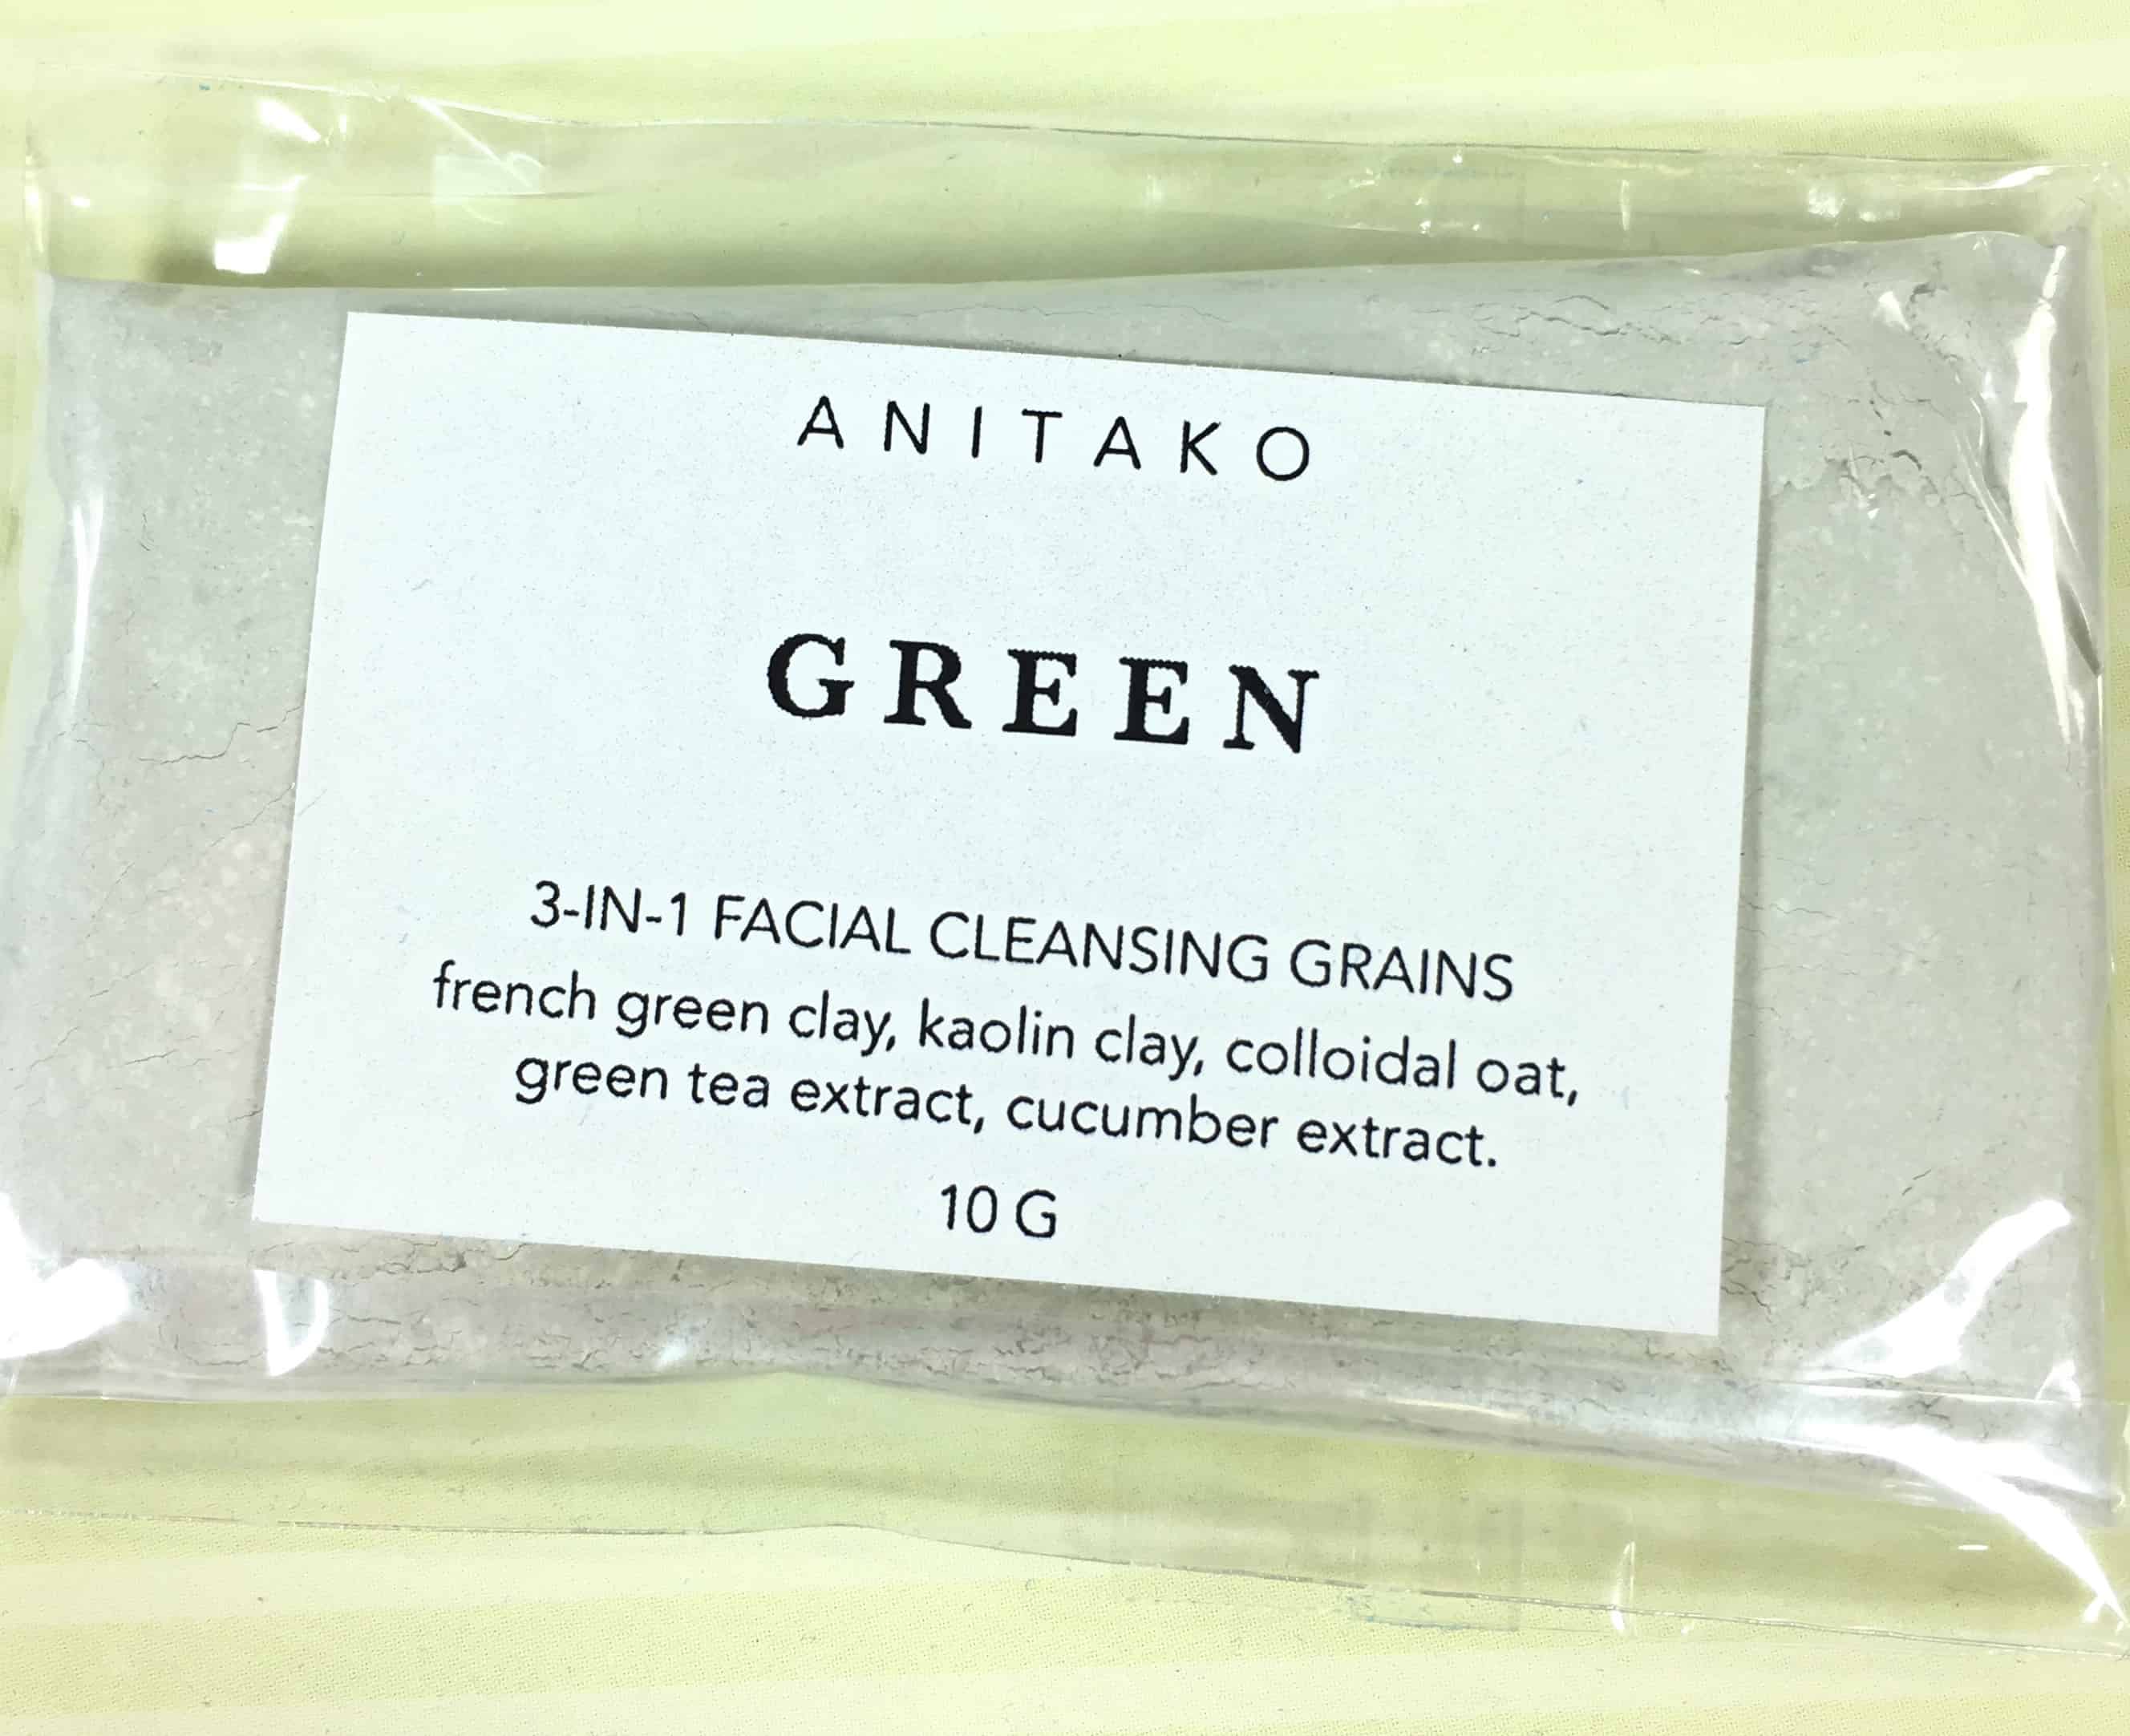 ANITAKO
GREEN
3-IN-1 FACIAL CLEANSING GRAINS
french green clay, kaolin clay, colloidal oat,
green tea extract, cucumber extract.
10 G